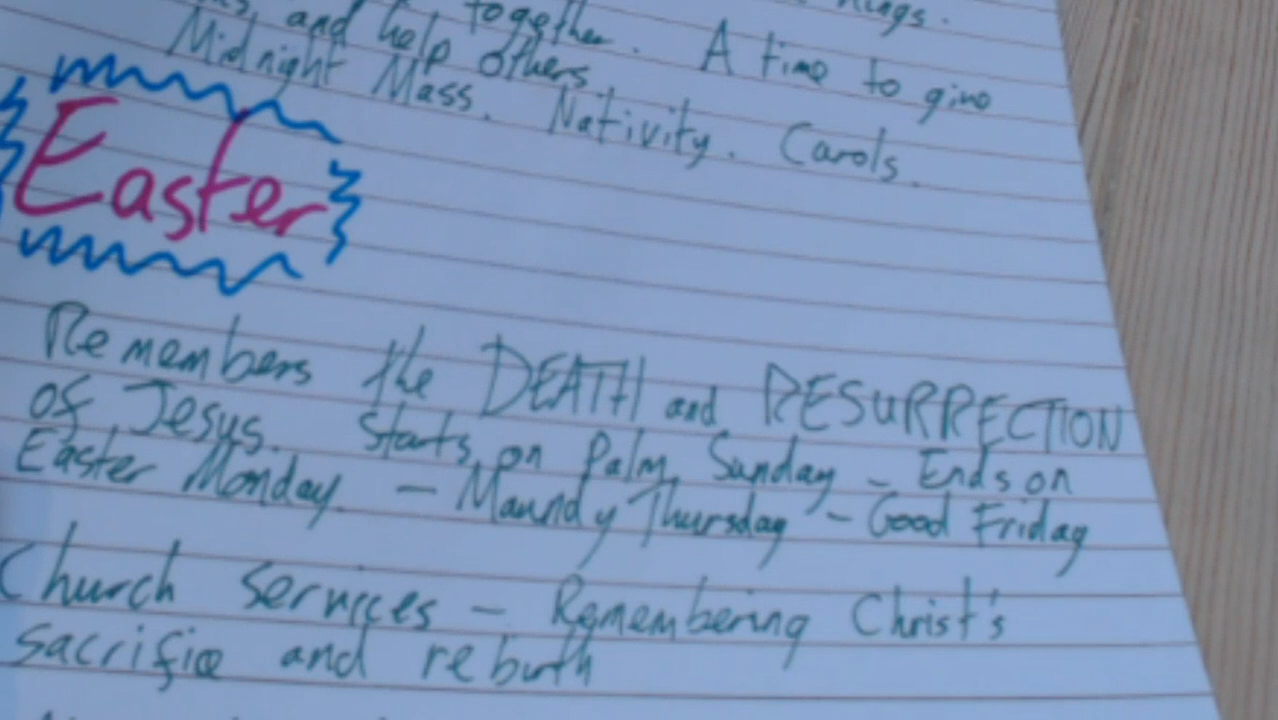 and help together. A time to give
Midnight Mass. others. Nativity. Carols.
Easter
Remembers the DEATH and RESURRECTION
of Jesus. Starts on Palm Sunday - Ends on
Easter Monday. - Maundy Thursday - Good Friday
Church services - Remembering Christ's
sacrifice and rebirth